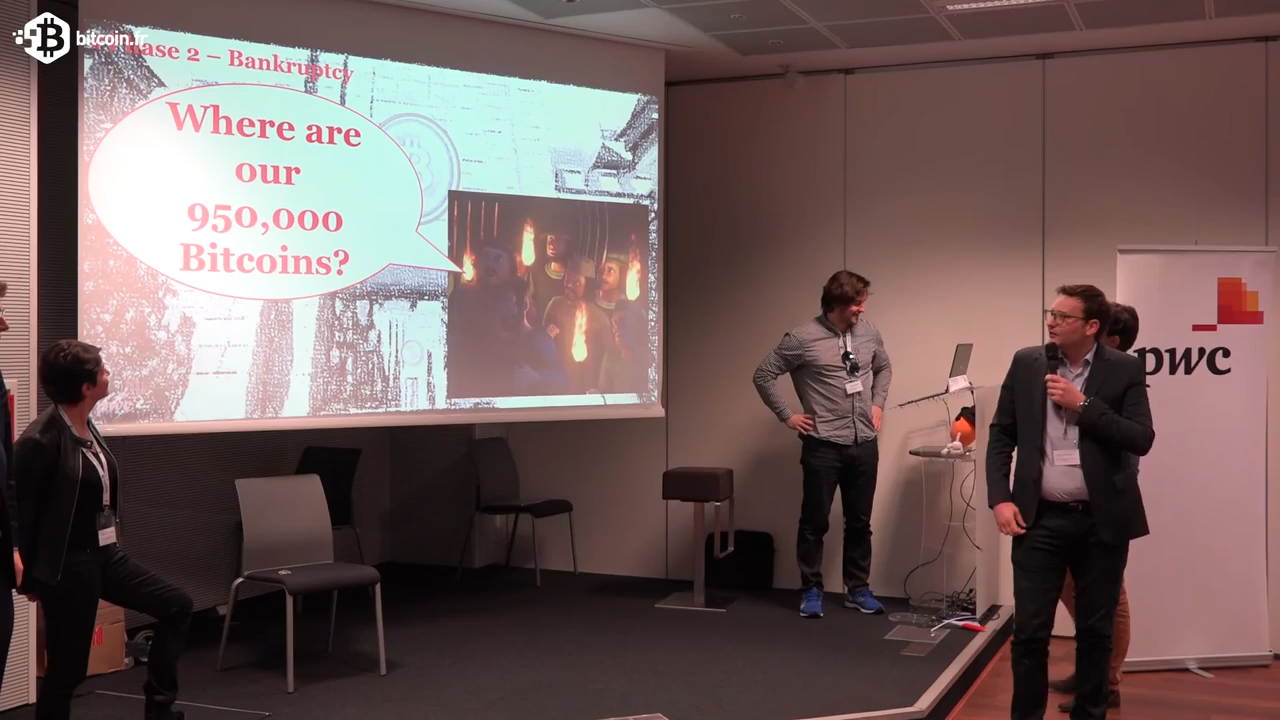 bitcoin.fr
Phase 2 – Bankruptcy
Where are
our
950,000
Bitcoins?
pwc